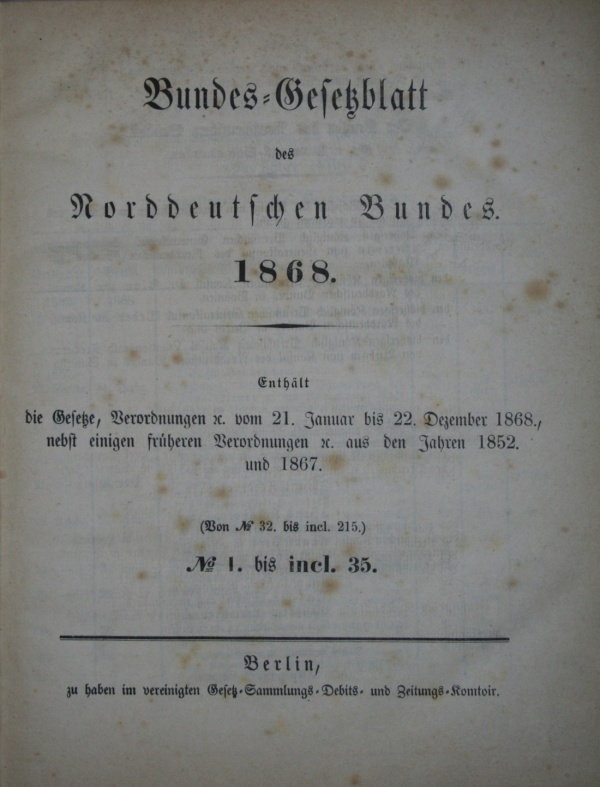 Bundes-Gesetzblatt
des
Norddeutschen Bundes.
1868.
Enthält
die Gesetze, Verordnungen ꝛc. vom 21. Januar bis 22. Dezember 1868.,
nebst einigen früheren Verordnungen ꝛc. aus den Jahren 1852.
und 1867.
(Von № 32. bis incl. 215.)
№ 1. bis incl. 35.
Berlin,
zu haben im vereinigten Gesetz-Sammlungs-Debits- und Zeitungs-Komtoir.